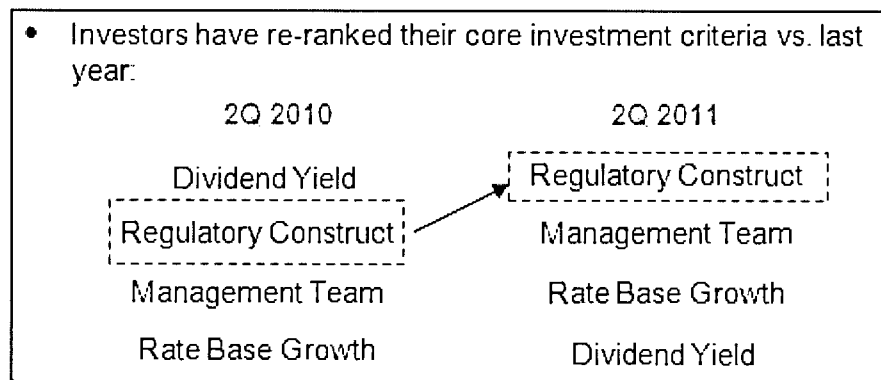 • Investors have re-ranked their core investment criteria vs. last
year:
2Q 2010 2Q 2011
Dividend Yield Regulatory Construct
Regulatory Construct Management Team
Management Team Rate Base Growth
Rate Base Growth Dividend Yield